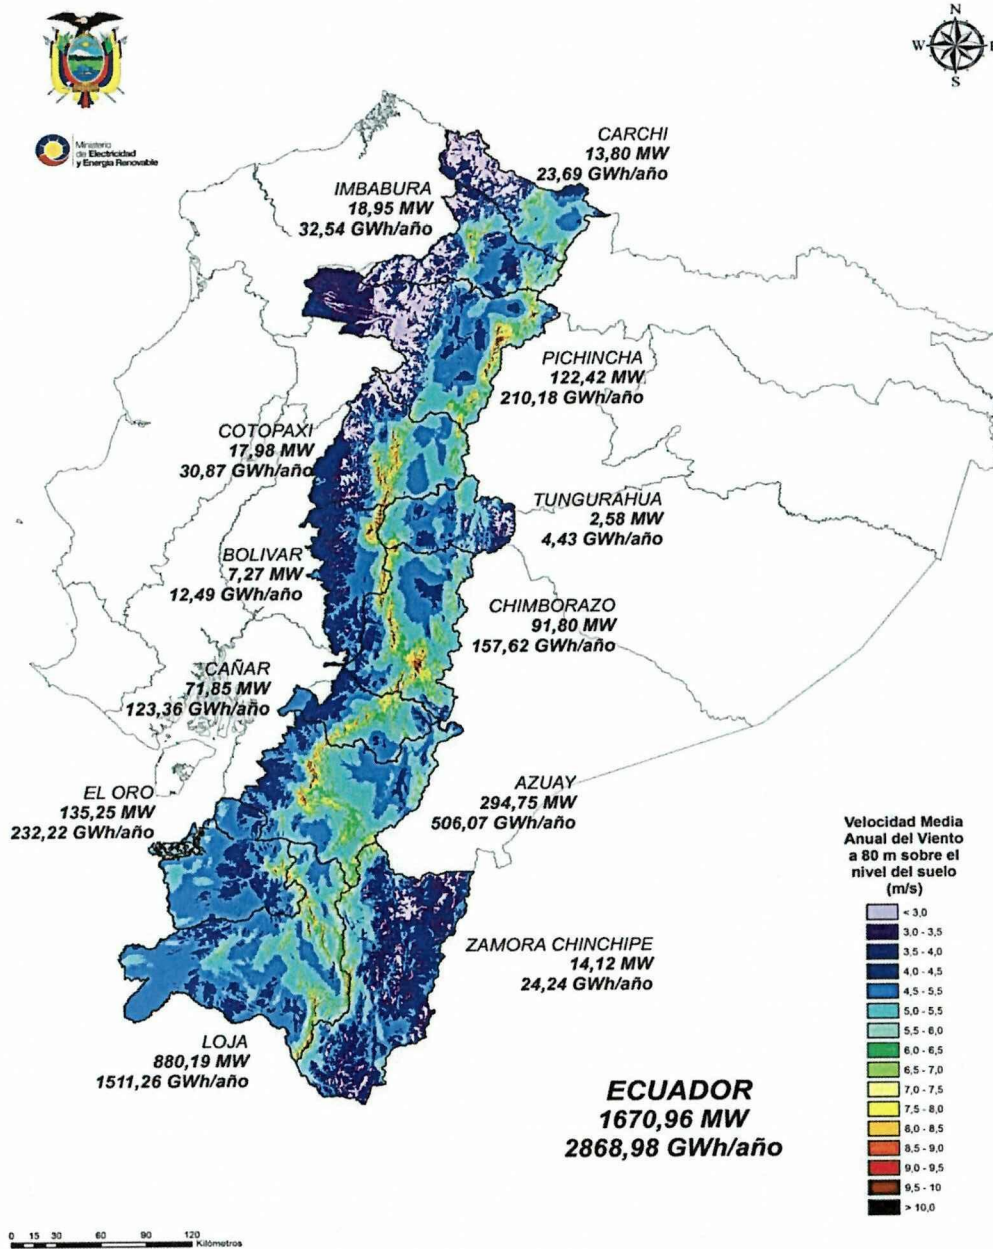 N
W
S
Ministerio
de Electricidad
y Energía Renovable
CARCHI
13,80 MW
23,69 GWh/año
IMBABURA
18,95 MW
32,54 GWh/año
PICHINCHA
122,42 MW
210,18 GWh/año
COTOPAXI
17,98 MW
30,87 GWh/año
TUNGURAHUA
2,58 MW
4,43 GWh/año
BOLIVAR
7,27 MW
12,49 GWh/año
CHIMBORAZO
91,80 MW
157,62 GWh/año
CAÑAR
71,85 MW
123,36 GWh/año
EL ORO
135,25 MW
232,22 GWh/año
AZUAY
294,75 MW
506,07 GWh/año
ZAMORA CHINCHIPE
14,12 MW
24,24 GWh/año
LOJA
880,19 MW
1511,26 GWh/año
ECUADOR
1670,96 MW
2868,98 GWh/año
Velocidad Media
Anual del Viento
a 80 m sobre el
nivel del suelo
(m/s)
< 3,0
3,0 - 3,5
3,5 - 4,0
4,0 - 4,5
4,5 - 5,5
5,0 - 5,5
5,5 - 6,0
6,0 - 6,5
6,5 - 7,0
7,0 - 7,5
7,5 - 8,0
8,0 - 8,5
8,5 - 9,0
9,0 - 9,5
9,5 - 10
> 10,0
0 15 30 60 90 120
Kilómetros